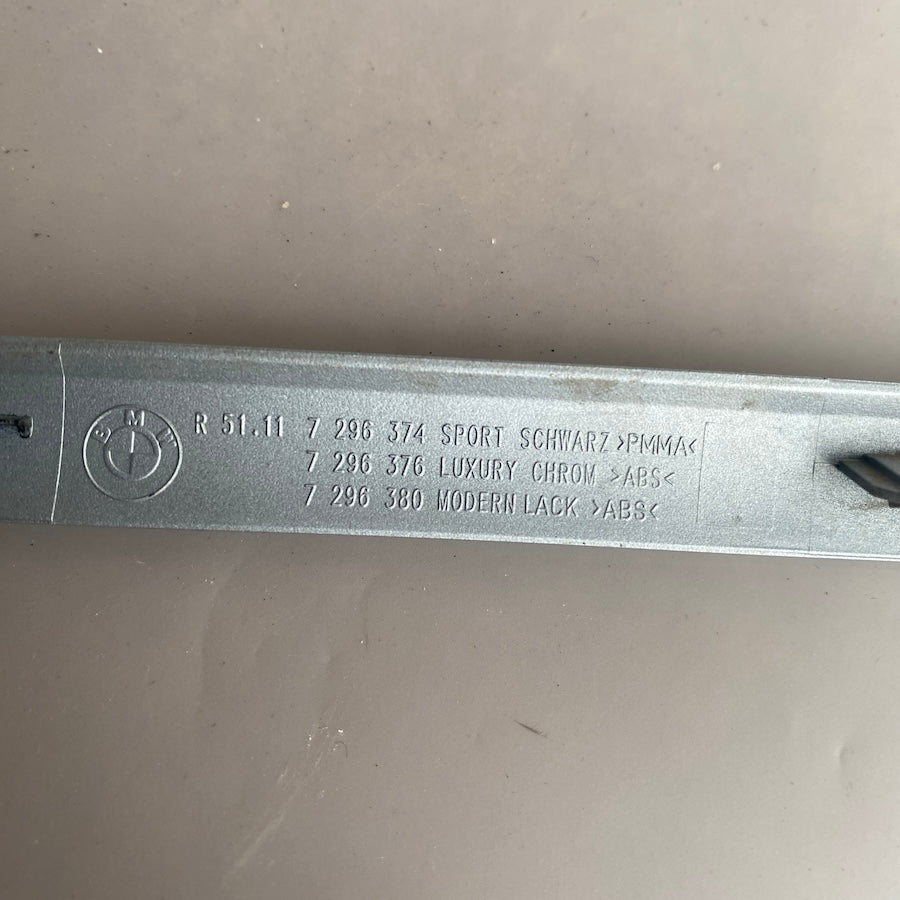 BMW
R 51.11 7 296 374 SPORT SCHWARZ >PMMA<
7 296 376 LUXURY CHROM >ABS<
7 296 380 MODERN LACK >ABS<